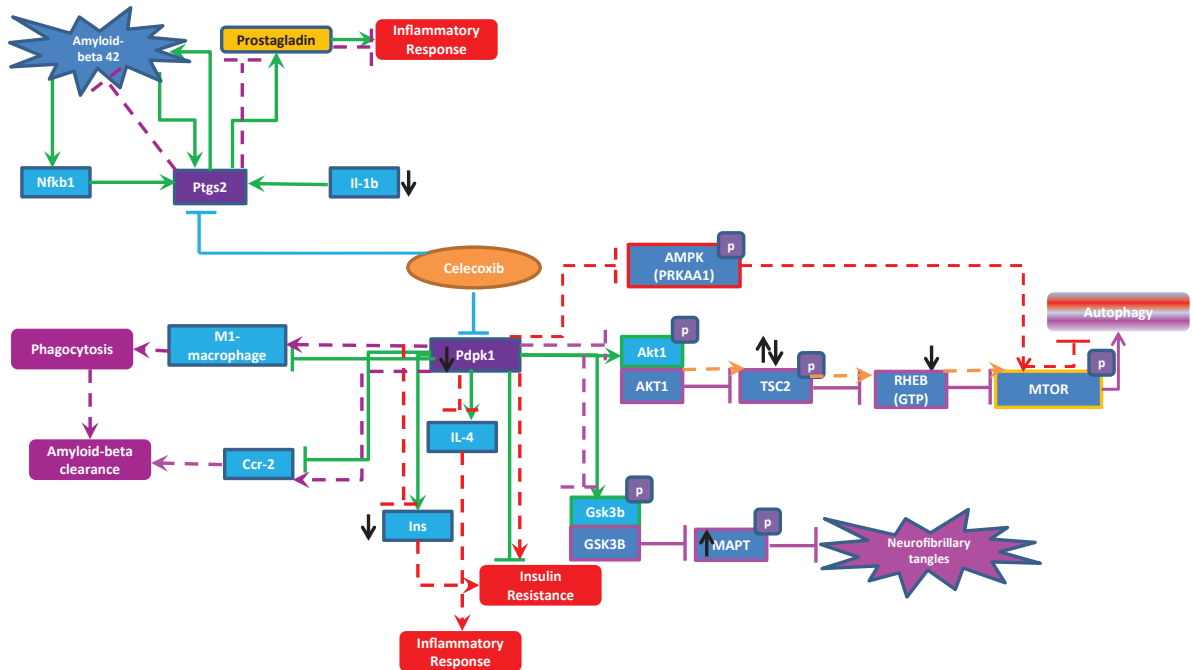 Amyloid-
beta 42
Prostagladin
Inflammatory
Response
Nfkb1
Ptgs2
Il-1b
Celecoxib
p
AMPK
(PRKAA1)
Autophagy
M1-
macrophage
Phagocytosis
Pdpk1
p
Akt1
AKT1
TSC2
p
RHEB
(GTP)
p
MTOR
IL-4
Amyloid-beta
clearance
Ccr-2
Ins
p
Gsk3b
GSK3B
p
MAPT
Neurofibrillary
tangles
Insulin
Resistance
Inflammatory
Response